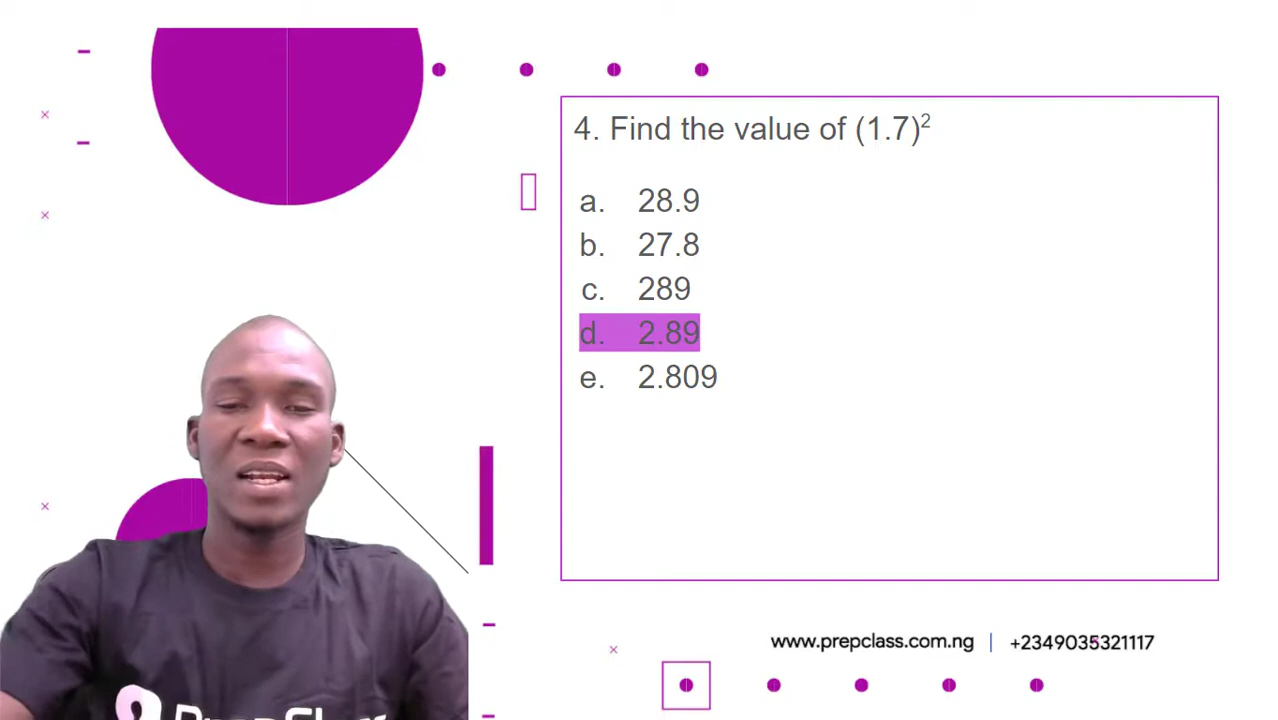 4. Find the value of (1.7)²
a. 28.9
b. 27.8
c. 289
d. 2.89
e. 2.809
www.prepclass.com.ng | +2349035321117